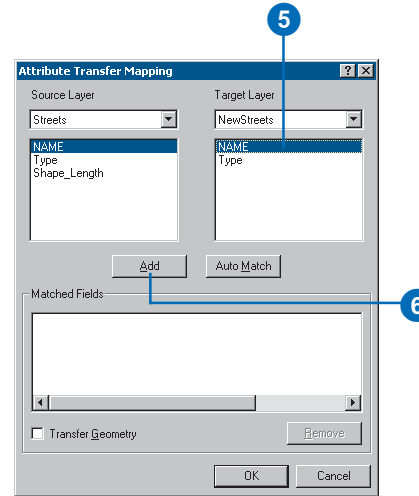 5
Attribute Transfer Mapping
Source Layer
Target Layer
Streets
NewStreets
NAME
Type
Shape_Length
NAME
Type
Add
Auto Match
6
Matched Fields
Transfer Geometry
Remove
OK
Cancel